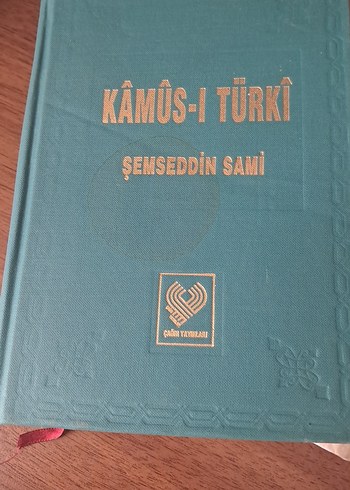 KÂMÛS-I TÜRKÎ
ŞEMSEDDİN SAMİ
ÇAĞRI YAYINLARI